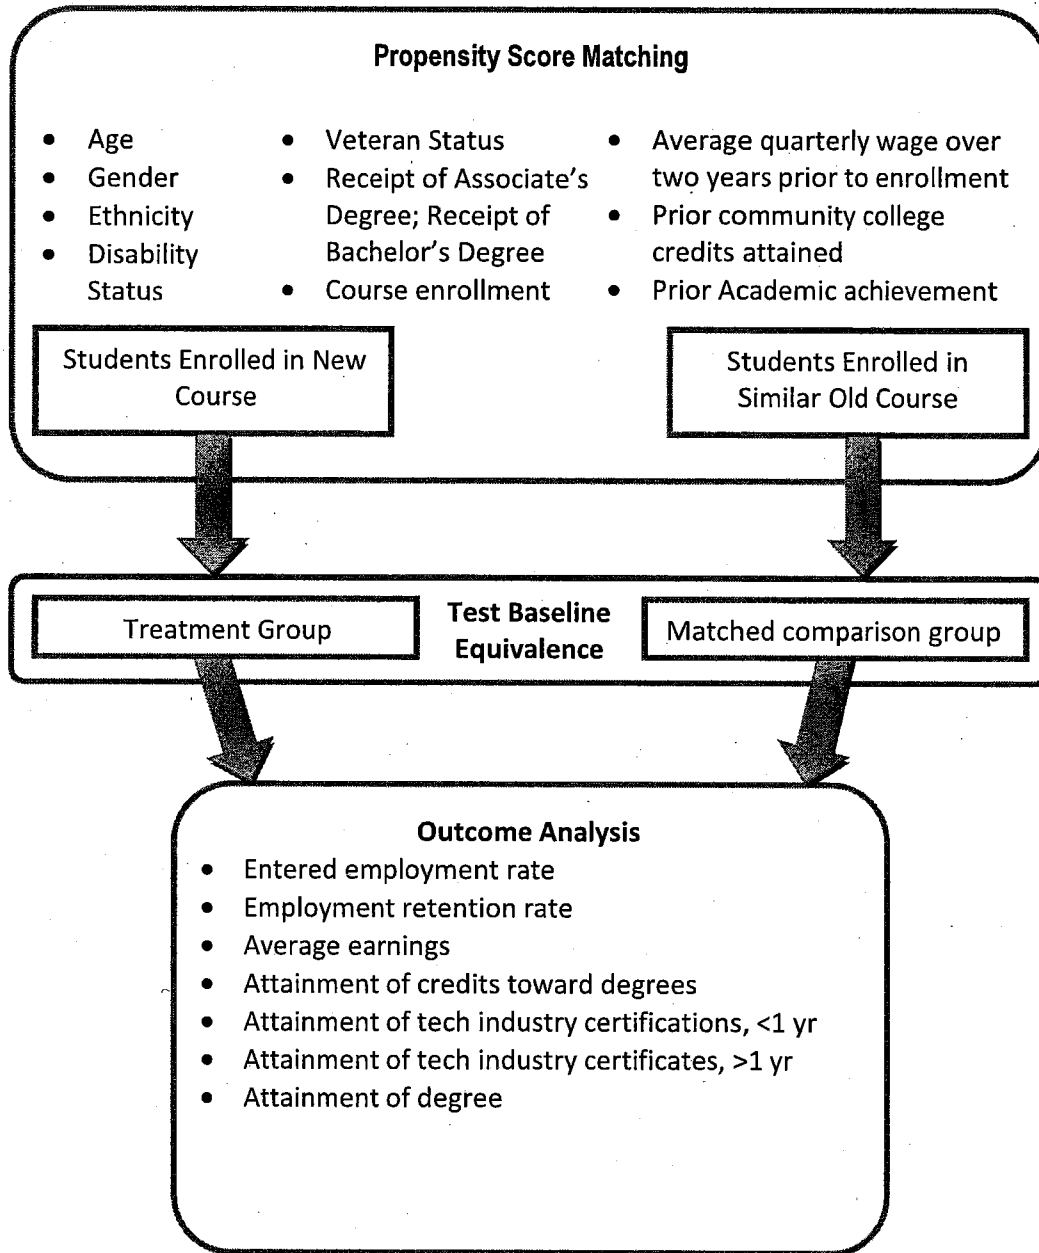 Propensity Score Matching
• Age
• Gender
• Ethnicity
• Disability
Status
• Veteran Status
• Receipt of Associate's
Degree; Receipt of
Bachelor's Degree
• Course enrollment
• Average quarterly wage over
two years prior to enrollment
• Prior community college
credits attained
• Prior Academic achievement
Students Enrolled in New
Course
Students Enrolled in
Similar Old Course
Treatment Group
Test Baseline
Equivalence
Matched comparison group
Outcome Analysis
• Entered employment rate
• Employment retention rate
• Average earnings
• Attainment of credits toward degrees
• Attainment of tech industry certifications, <1 yr
• Attainment of tech industry certificates, >1 yr
• Attainment of degree